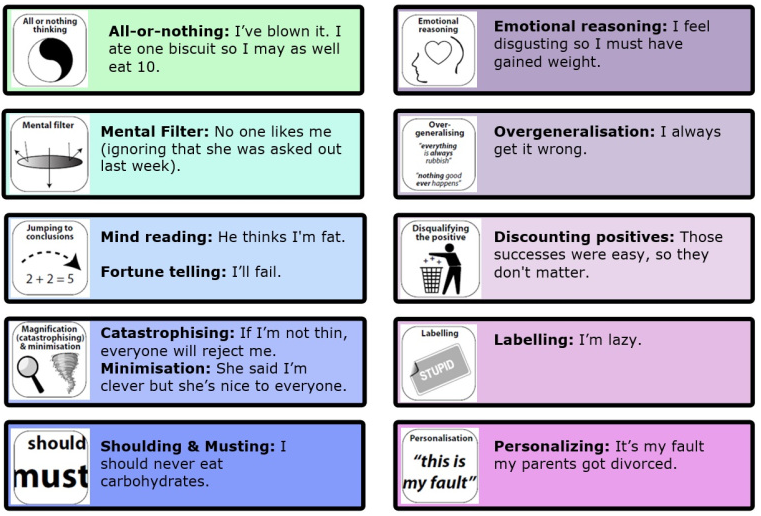 All or nothing
thinking
All-or-nothing: I’ve blown it. I
ate one biscuit so I may as well
eat 10.
Emotional
reasoning
Emotional reasoning: I feel
disgusting so I must have
gained weight.
Mental filter
Mental Filter: No one likes me
(ignoring that she was asked out
last week).
Over-
generalising
“everything
is always
rubbish”
“nothing good
ever happens”
Overgeneralisation: I always
get it wrong.
Jumping to
conclusions
2 + 2 = 5
Mind reading: He thinks I'm fat.
Fortune telling: I’ll fail.
Disqualifying
the positive
Discounting positives: Those
successes were easy, so they
don't matter.
Magnification
(catastrophising)
& minimisation
Catastrophising: If I’m not thin,
everyone will reject me.
Minimisation: She said I’m
clever but she’s nice to everyone.
Labelling
STUPID
Labelling: I’m lazy.
should
must
Shoulding & Musting: I
should never eat
carbohydrates.
Personalisation
“this is
my fault”
Personalizing: It’s my fault
my parents got divorced.